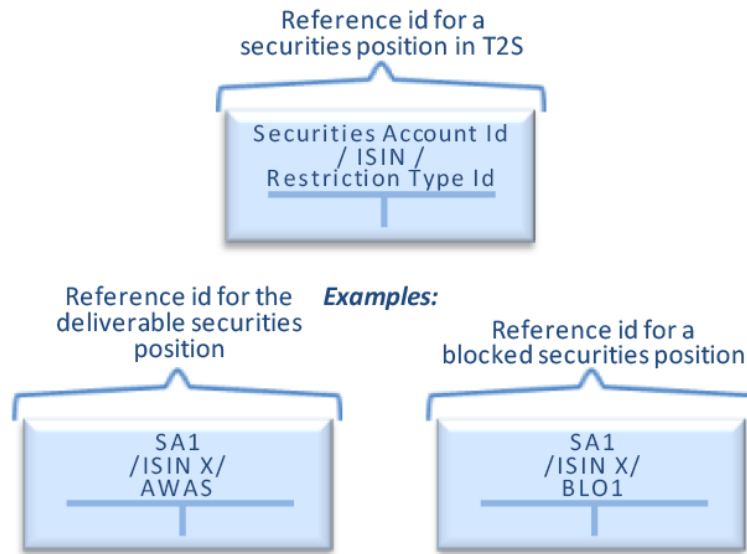 Reference id for a
securities position in T2S
Securities Account Id
/ ISIN /
Restriction Type Id
Reference id for the
deliverable securities
position
Examples:
Reference id for a
blocked securities position
SA1
/ISIN X/
AWAS
SA1
/ISIN X/
BLO1